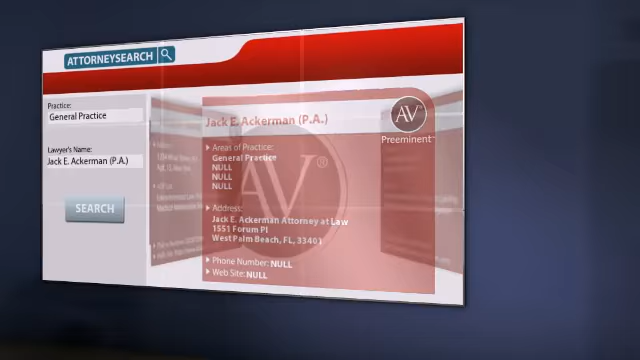 ATTORNEYSEARCH
Practice:
General Practice
Lawyer's Name:
Jack E. Ackerman (P.A.)
SEARCH
Jack E. Ackerman (P.A.)
AV™
Preeminent™
Areas of Practice:
General Practice
NULL
NULL
NULL
AV®
Address:
Jack E. Ackerman Attorney at Law
1551 Forum Pl
West Palm Beach, FL, 33401
Phone Number: NULL
Web Site: NULL